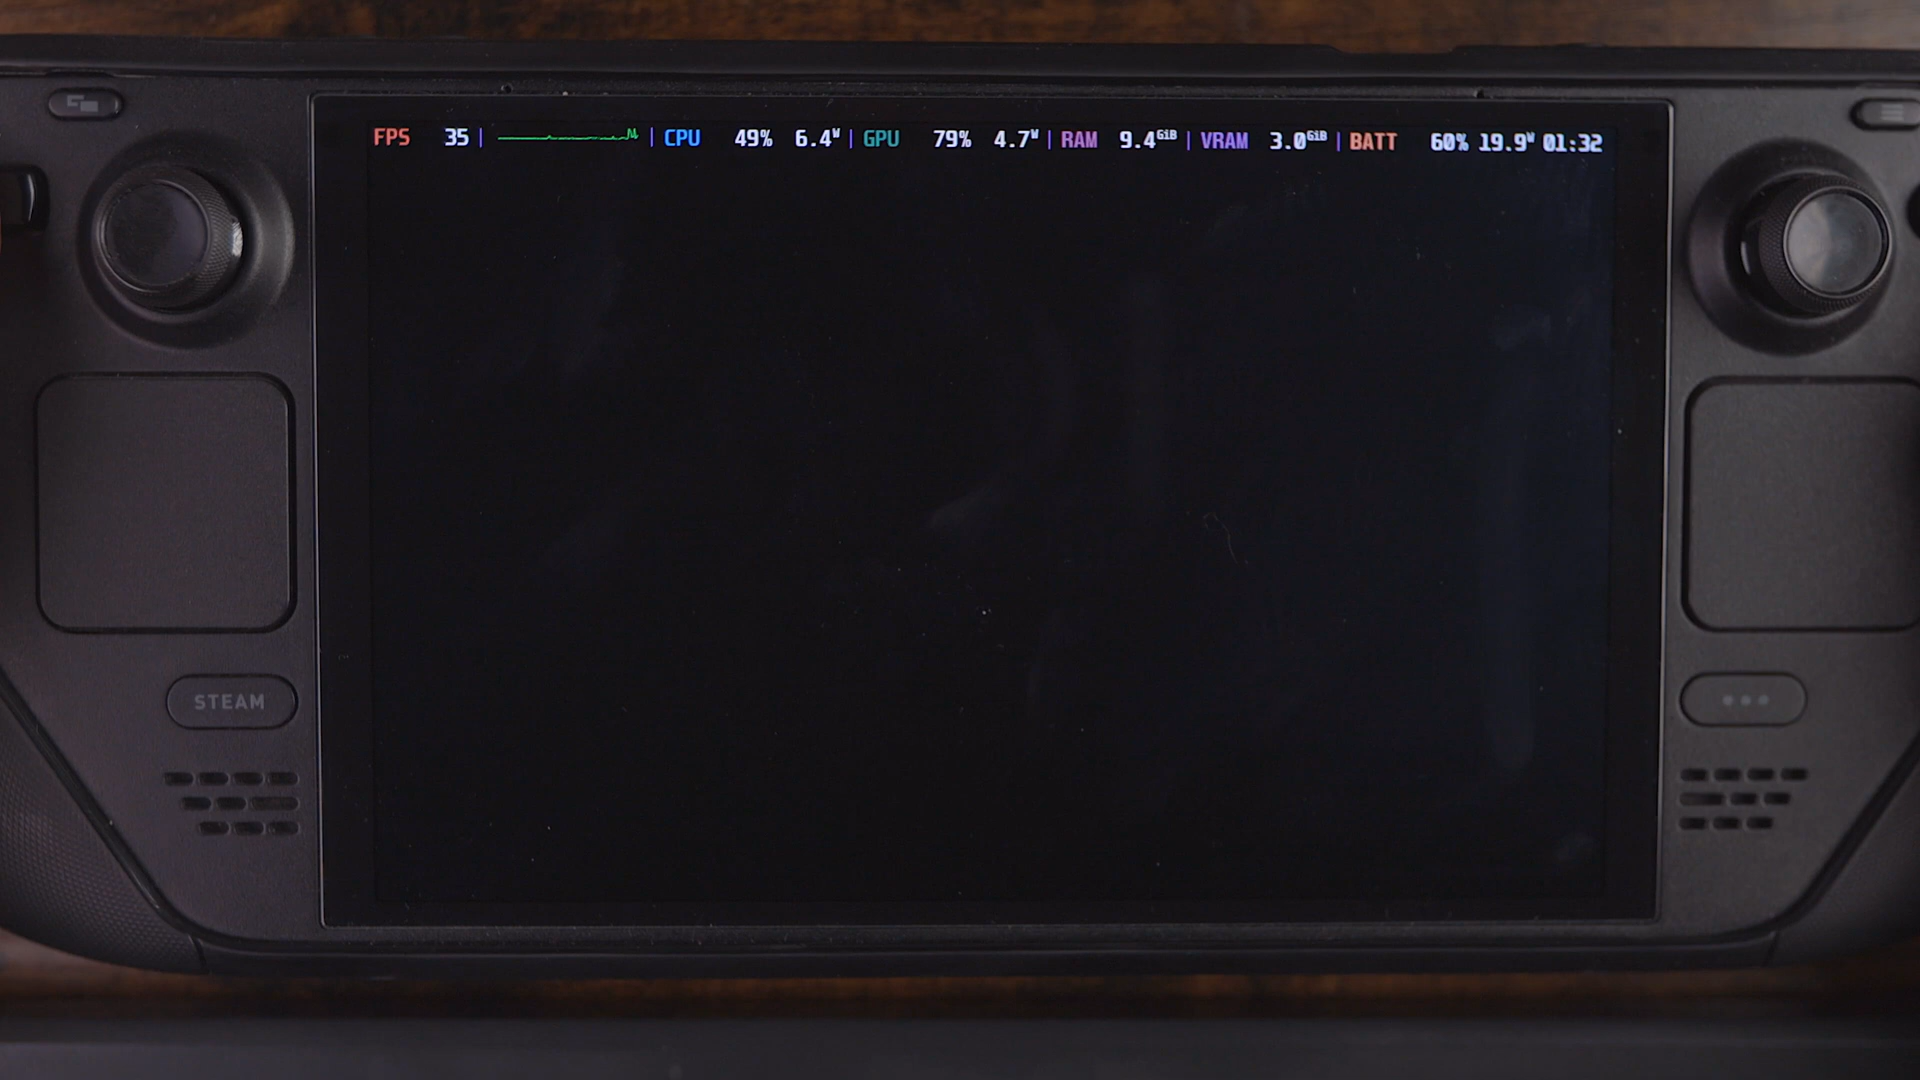 FPS 35 | | CPU 49% 6.4W | GPU 79% 4.7W | RAM 9.4GiB | VRAM 3.0GiB | BATT 60% 19.9W 01:32
STEAM